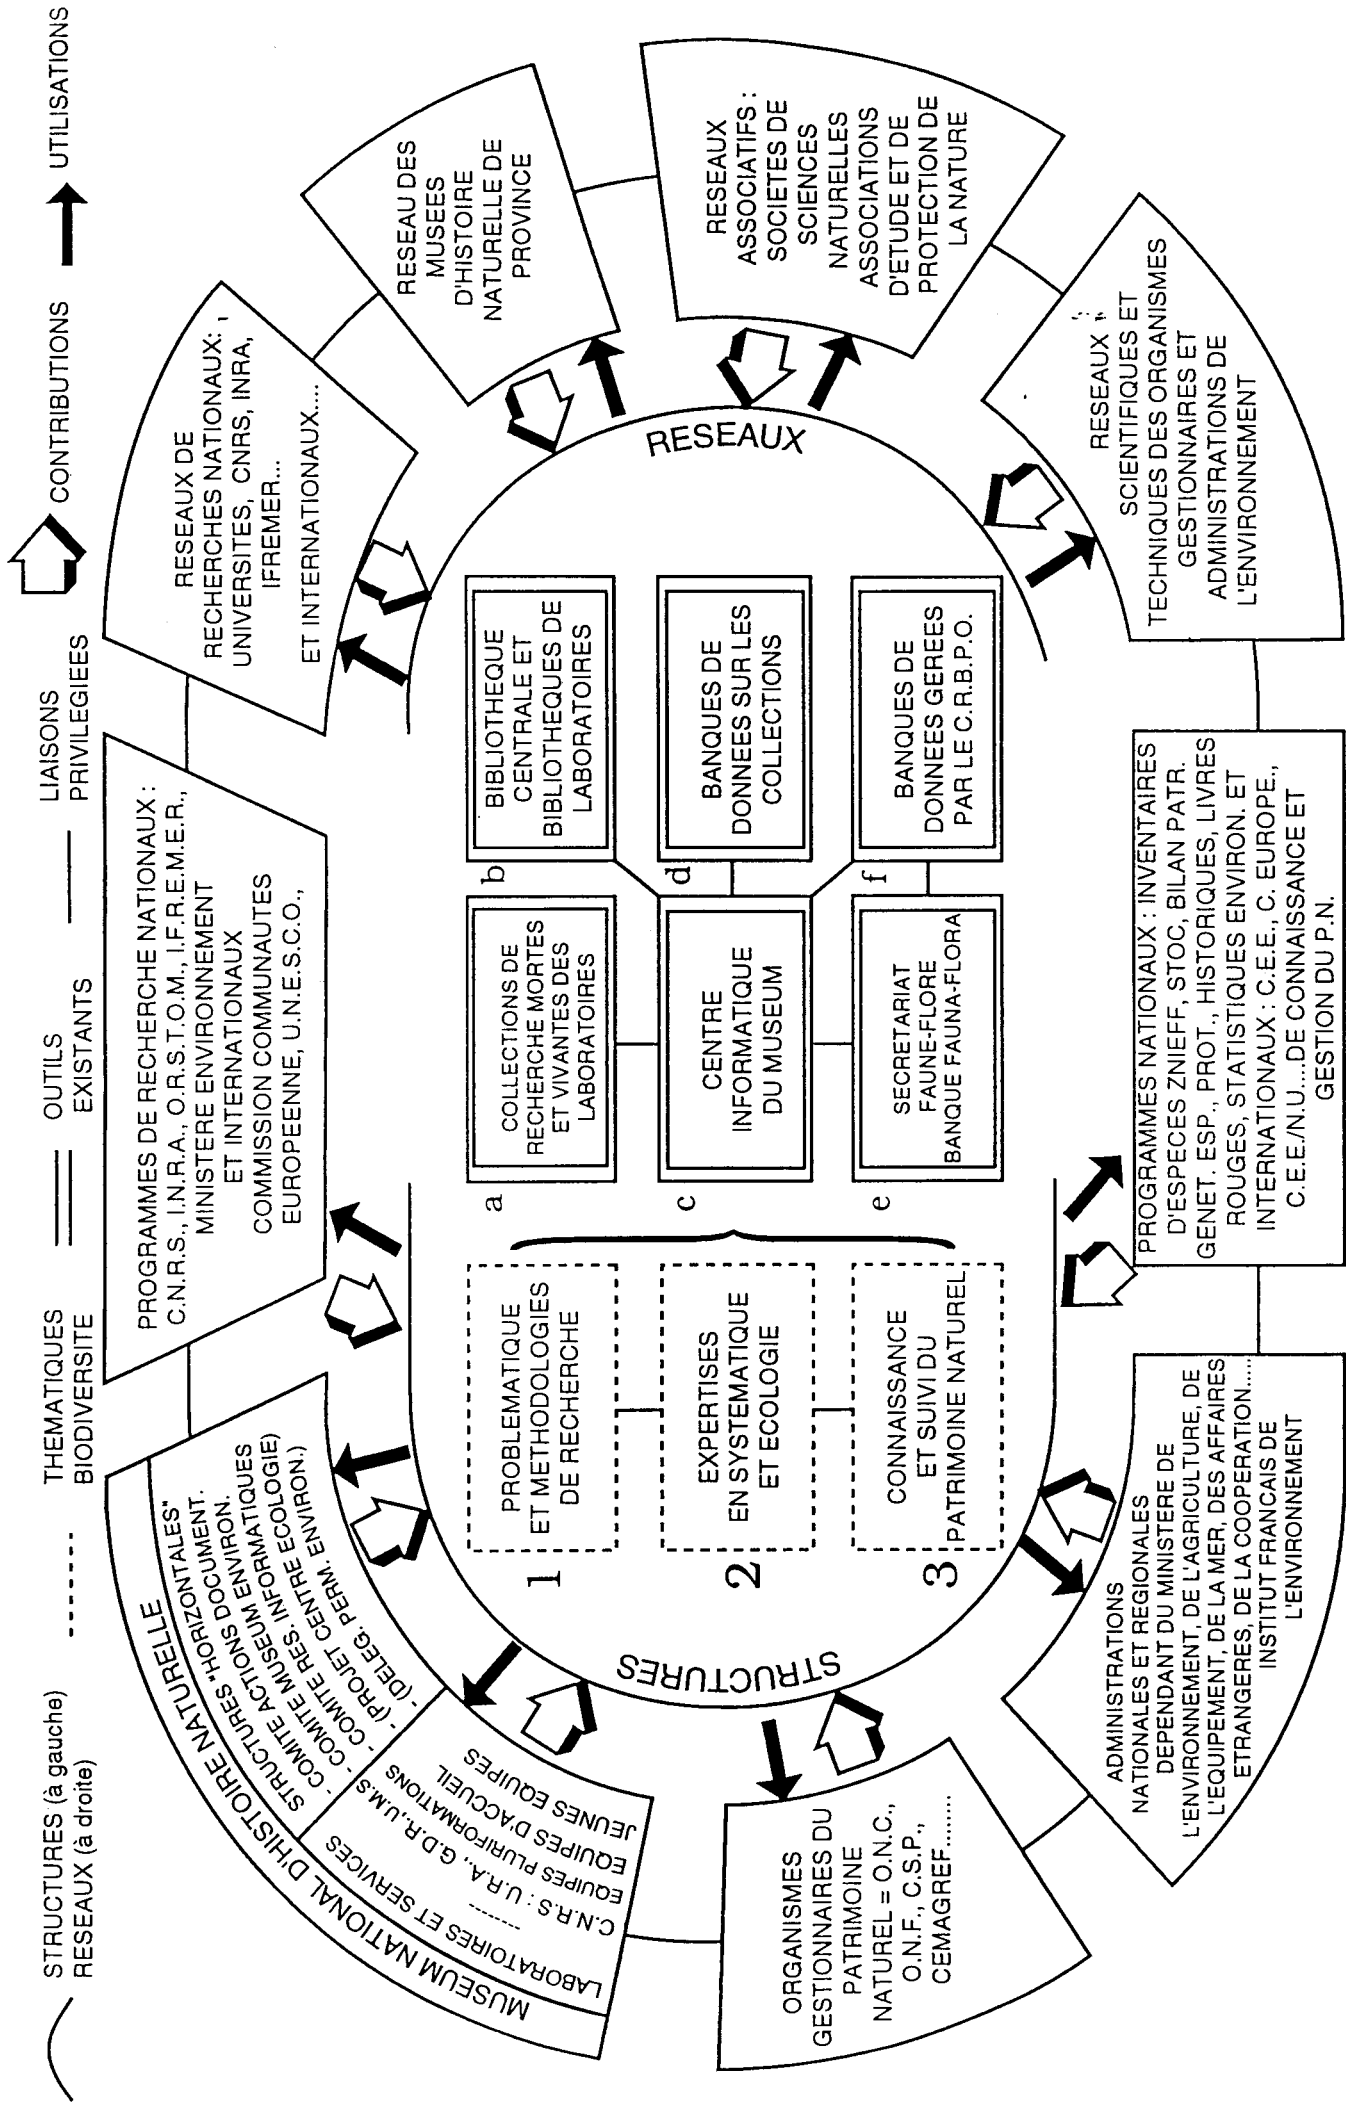 STRUCTURES (à gauche)
RESEAUX (à droite)
THEMATIQUES
BIODIVERSITE
OUTILS
EXISTANTS
LIAISONS
PRIVILEGIEES
CONTRIBUTIONS
UTILISATIONS
MUSEUM NATIONAL D'HISTOIRE NATURELLE
STRUCTURES "HORIZONTALES"
- COMITE ACTIONS DOCUMENT.
- COMITE MUSEUM ENVIRON.
- COMITE RES. INFORMATIQUES
- (PROJET CENTRE ECOLOGIE)
- (DELEG. PERM. ENVIRON.)
LABORATOIRES ET SERVICES
-------
C.N.R.S : U.R.A., G.D.R.,U.M.S
EQUIPES PLURIFORMATIONS
EQUIPES D'ACCUEIL
JEUNES EQUIPES
PROGRAMMES DE RECHERCHE NATIONAUX :
C.N.R.S., I.N.R.A., O.R.S.T.O.M., I.F.R.E.M.E.R.,
MINISTERE ENVIRONNEMENT
ET INTERNATIONAUX
COMMISSION COMMUNAUTES
EUROPEENNE, U.N.E.S.C.O.,
RESEAUX DE
RECHERCHES NATIONAUX:
UNIVERSITES, CNRS, INRA,
IFREMER...
ET INTERNATIONAUX....
RESEAU DES
MUSEES
D'HISTOIRE
NATURELLE DE
PROVINCE
RESEAUX
ASSOCIATIFS :
SOCIETES DE
SCIENCES
NATURELLES
ASSOCIATIONS
D'ETUDE ET DE
PROTECTION DE
LA NATURE
RESEAUX
SCIENTIFIQUES ET
TECHNIQUES DES ORGANISMES
GESTIONNAIRES ET
ADMINISTRATIONS DE
L'ENVIRONNEMENT
STRUCTURES
RESEAUX
1
PROBLEMATIQUE
ET METHODOLOGIES
DE RECHERCHE
2
EXPERTISES
EN SYSTEMATIQUE
ET ECOLOGIE
3
CONNAISSANCE
ET SUIVI DU
PATRIMOINE NATUREL
a
COLLECTIONS DE
RECHERCHE MORTES
ET VIVANTES DES
LABORATOIRES
b
BIBLIOTHEQUE
CENTRALE ET
BIBLIOTHEQUES DE
LABORATOIRES
c
CENTRE
INFORMATIQUE
DU MUSEUM
d
BANQUES DE
DONNEES SUR LES
COLLECTIONS
e
SECRETARIAT
FAUNE-FLORE
BANQUE FAUNA-FLORA
f
BANQUES DE
DONNEES GEREES
PAR LE C.R.B.P.O.
ORGANISMES
GESTIONNAIRES DU
PATRIMOINE
NATUREL = O.N.C.,
O.N.F., C.S.P.,
CEMAGREF........
ADMINISTRATIONS
NATIONALES ET REGIONALES
DEPENDANT DU MINISTERE DE
L'ENVIRONNEMENT, DE L'AGRICULTURE, DE
L'EQUIPEMENT, DE LA MER, DES AFFAIRES
ETRANGERES, DE LA COOPERATION.....
INSTITUT FRANCAIS DE
L'ENVIRONNEMENT
PROGRAMMES NATIONAUX : INVENTAIRES
D'ESPECES ZNIEFF, STOC, BILAN PATR.
GENET. ESP., PROT., HISTORIQUES, LIVRES
ROUGES, STATISTIQUES ENVIRON. ET
INTERNATIONAUX : C.E.E., C. EUROPE,
C.E.E./N.U....DE CONNAISSANCE ET
GESTION DU P.N.